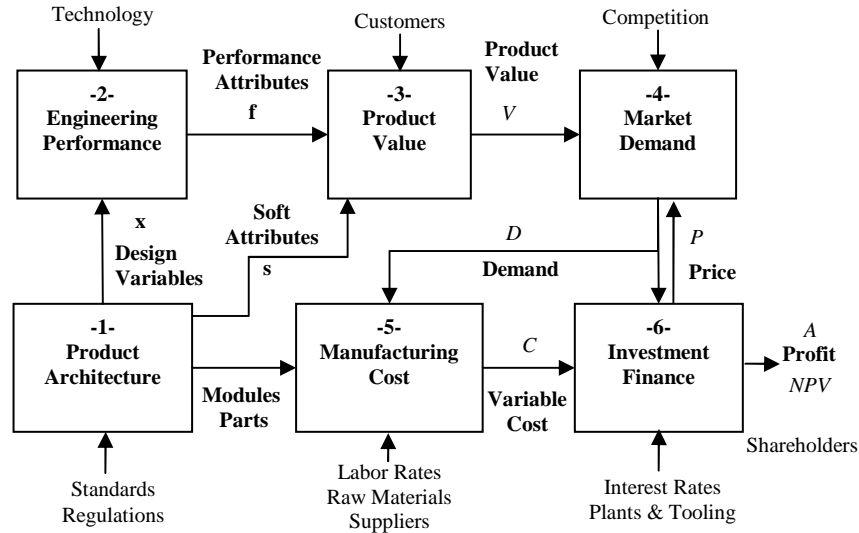 Technology
Customers
Competition
Performance
Attributes
f
Product
Value
V
-2-
Engineering
Performance
-3-
Product
Value
-4-
Market
Demand
x
Design
Variables
Soft
Attributes
s
D
Demand
P
Price
-1-
Product
Architecture
Modules
Parts
-5-
Manufacturing
Cost
C
Variable
Cost
-6-
Investment
Finance
A
Profit
NPV
Shareholders
Standards
Regulations
Labor Rates
Raw Materials
Suppliers
Interest Rates
Plants & Tooling